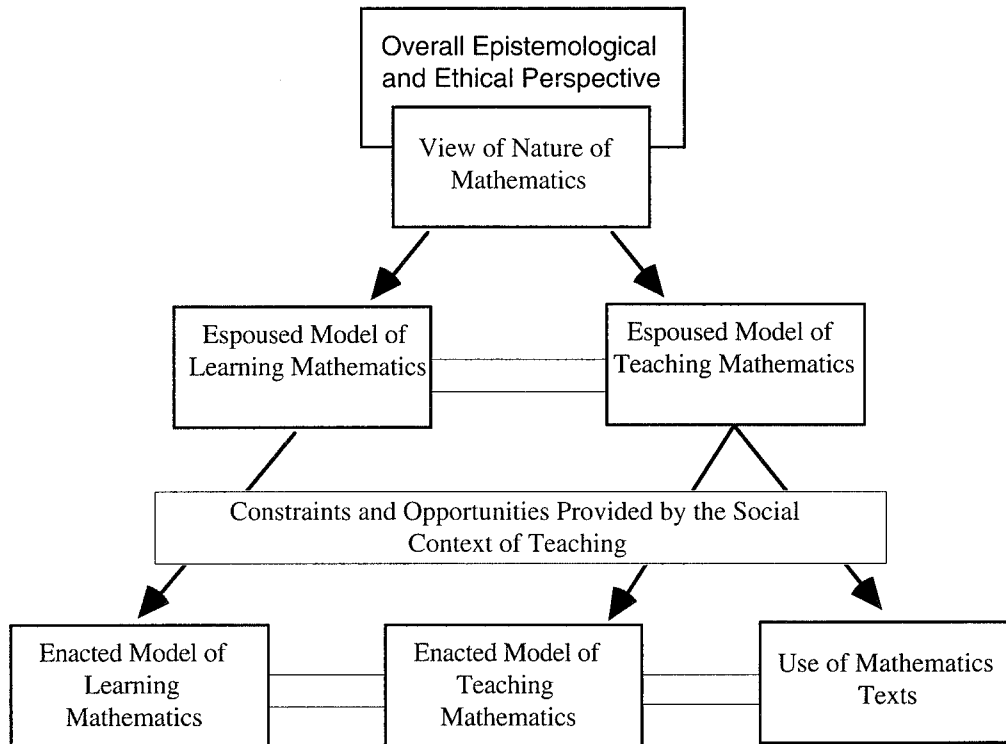 Overall Epistemological
and Ethical Perspective
View of Nature of
Mathematics
Espoused Model of
Learning Mathematics
Espoused Model of
Teaching Mathematics
Constraints and Opportunities Provided by the Social
Context of Teaching
Enacted Model of
Learning
Mathematics
Enacted Model of
Teaching
Mathematics
Use of Mathematics
Texts